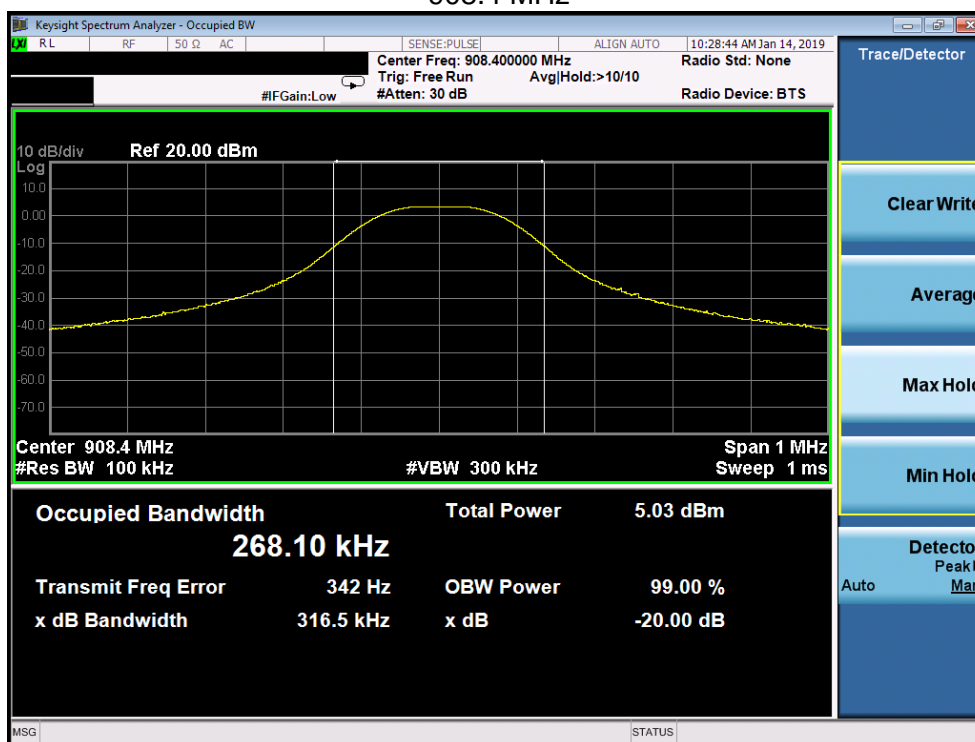 Keysight Spectrum Analyzer - Occupied BW
LXI RL RF 50 Ω AC SENSE:PULSE ALIGN AUTO 10:28:44 AM Jan 14, 2019
Center Freq: 908.400000 MHz Radio Std: None
Trig: Free Run Avg|Hold:>10/10
#IFGain:Low #Atten: 30 dB Radio Device: BTS
Trace/Detector
10 dB/div Ref 20.00 dBm
Log
10.0
0.00
-10.0
-20.0
-30.0
-40.0
-50.0
-60.0
-70.0
Center 908.4 MHz Span 1 MHz
#Res BW 100 kHz #VBW 300 kHz Sweep 1 ms
Clear Write
Average
Max Hold
Min Hold
Occupied Bandwidth Total Power 5.03 dBm
268.10 kHz
Transmit Freq Error 342 Hz OBW Power 99.00 %
x dB Bandwidth 316.5 kHz x dB -20.00 dB
Detecto
Peak
Auto Man
MSG STATUS